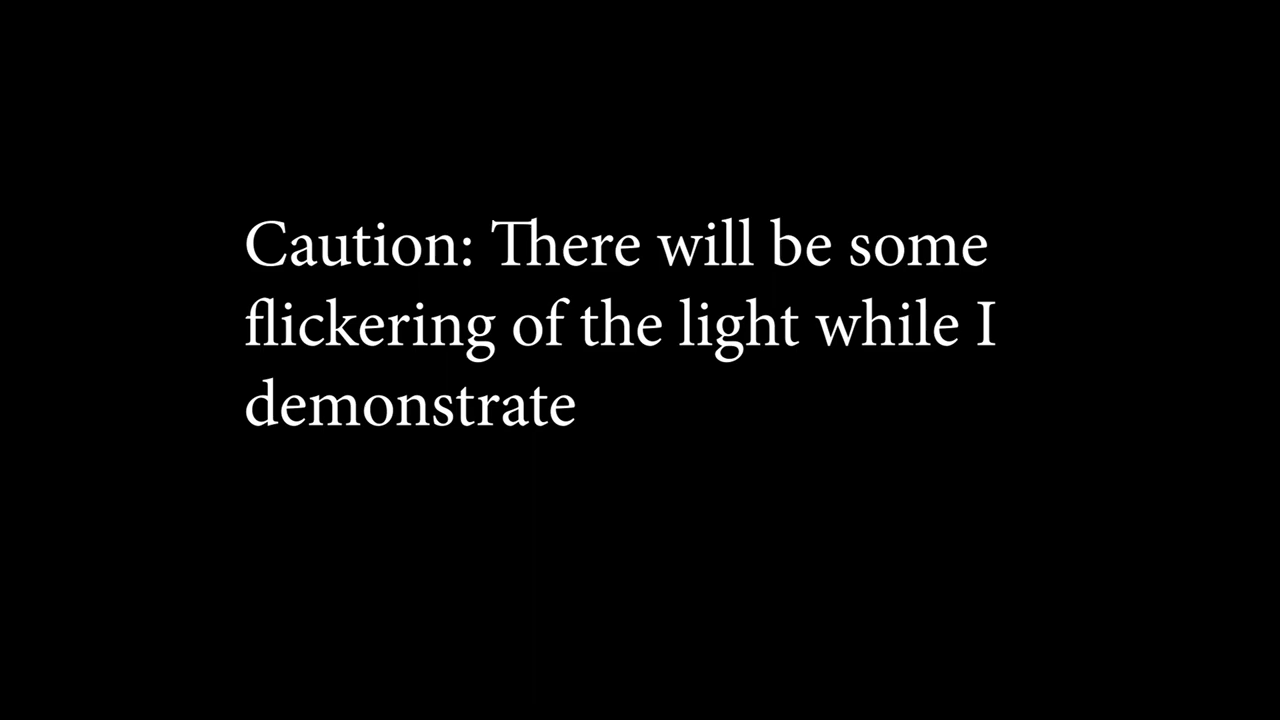 Caution: There will be some
flickering of the light while I
demonstrate